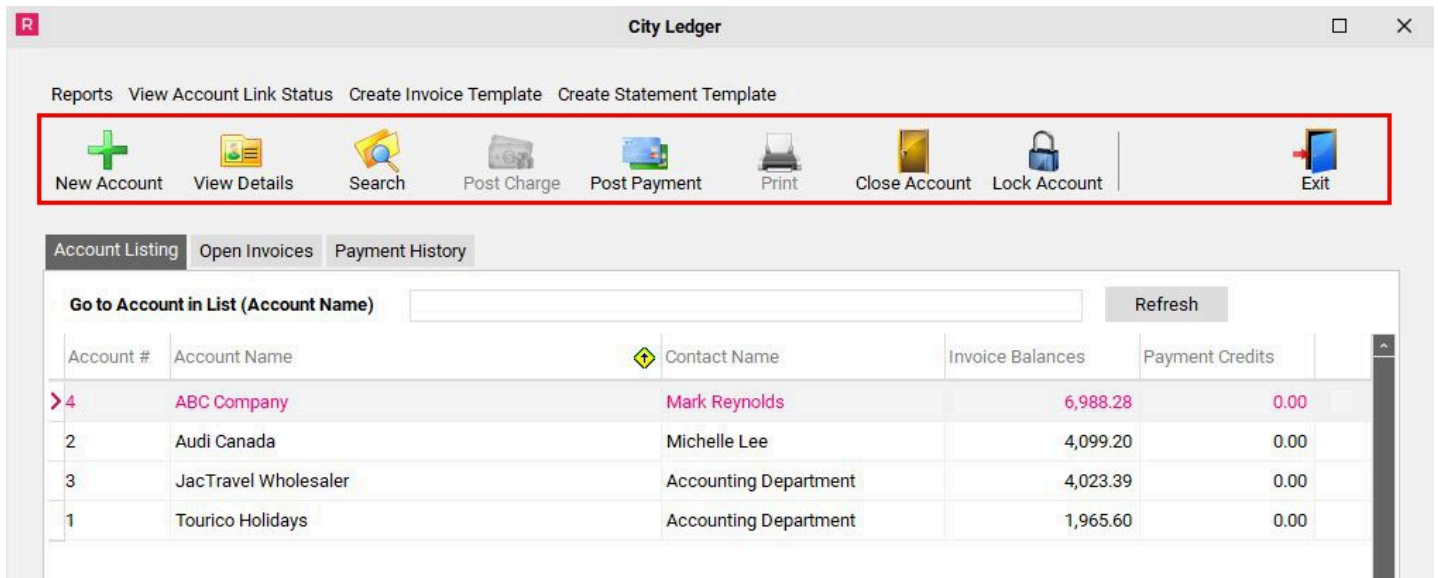 R City Ledger
Reports View Account Link Status Create Invoice Template Create Statement Template
New Account View Details Search Post Charge Post Payment Print Close Account Lock Account Exit
Account Listing Open Invoices Payment History
Go to Account in List (Account Name) Refresh
Account # Account Name Contact Name Invoice Balances Payment Credits
4 ABC Company Mark Reynolds 6,988.28 0.00
2 Audi Canada Michelle Lee 4,099.20 0.00
3 JacTravel Wholesaler Accounting Department 4,023.39 0.00
1 Tourico Holidays Accounting Department 1,965.60 0.00